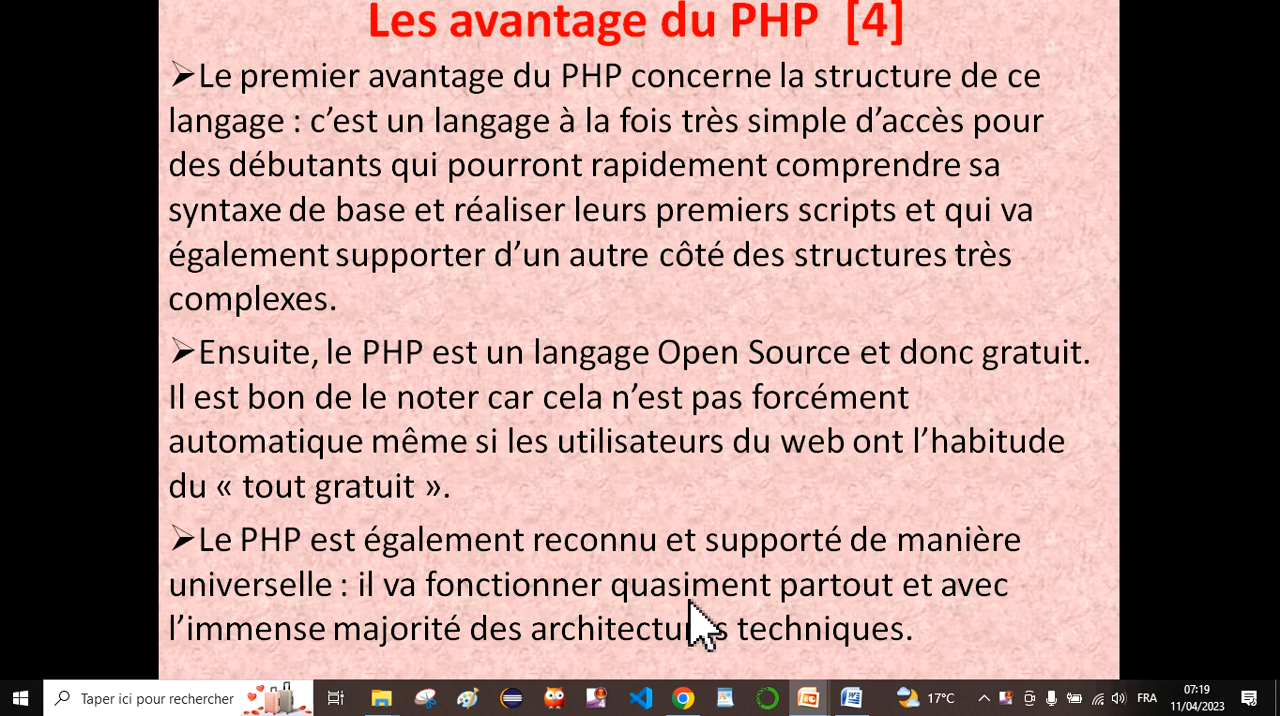 Les avantage du PHP [4]
➢Le premier avantage du PHP concerne la structure de ce
langage : c’est un langage à la fois très simple d’accès pour
des débutants qui pourront rapidement comprendre sa
syntaxe de base et réaliser leurs premiers scripts et qui va
également supporter d’un autre côté des structures très
complexes.
➢Ensuite, le PHP est un langage Open Source et donc gratuit.
Il est bon de le noter car cela n’est pas forcément
automatique même si les utilisateurs du web ont l’habitude
du « tout gratuit ».
➢Le PHP est également reconnu et supporté de manière
universelle : il va fonctionner quasiment partout et avec
l’immense majorité des architectures techniques.
Taper ici pour rechercher
17°C
FRA
07:19
11/04/2023